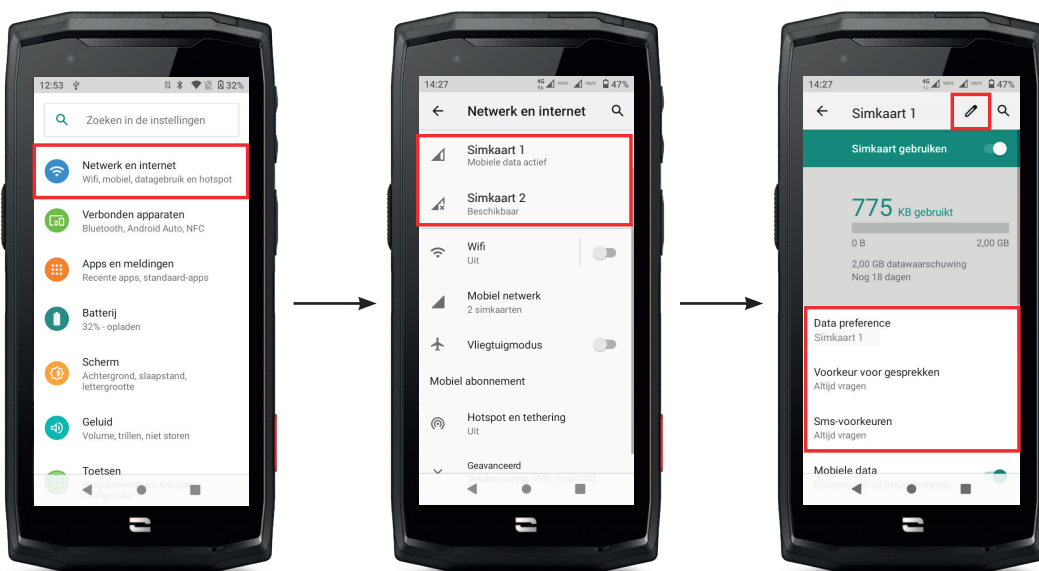 12:53
32%
Zoeken in de instellingen
Netwerk en internet
Wifi, mobiel, datagebruik en hotspot
Verbonden apparaten
Bluetooth, Android Auto, NFC
Apps en meldingen
Recente apps, standaard-apps
Batterij
32% - opladen
Scherm
Achtergrond, slaapstand,
lettergrootte
Geluid
Volume, trillen, niet storen
Toetsen
14:27
4G
47%
Netwerk en internet
Simkaart 1
Mobiele data actief
Simkaart 2
Beschikbaar
Wifi
Uit
Mobiel netwerk
2 simkaarten
Vliegtuigmodus
Mobiel abonnement
Hotspot en tethering
Uit
Geavanceerd
14:27
4G
47%
Simkaart 1
Simkaart gebruiken
775 KB gebruikt
0 B
2,00 GB
2,00 GB datawaarschuwing
Nog 18 dagen
Data preference
Simkaart 1
Voorkeur voor gesprekken
Altijd vragen
Sms-voorkeuren
Altijd vragen
Mobiele data